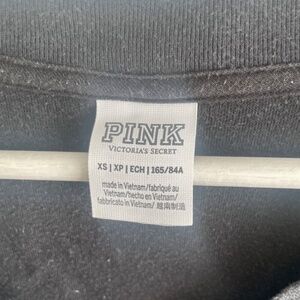 PINK
VICTORIA'S SECRET
XS | XP | ECH | 165/84A
made in Vietnam/fabriqué au
Vietnam/hecho en Vietnam/
fabbricato in Vietnam/ 越南制造